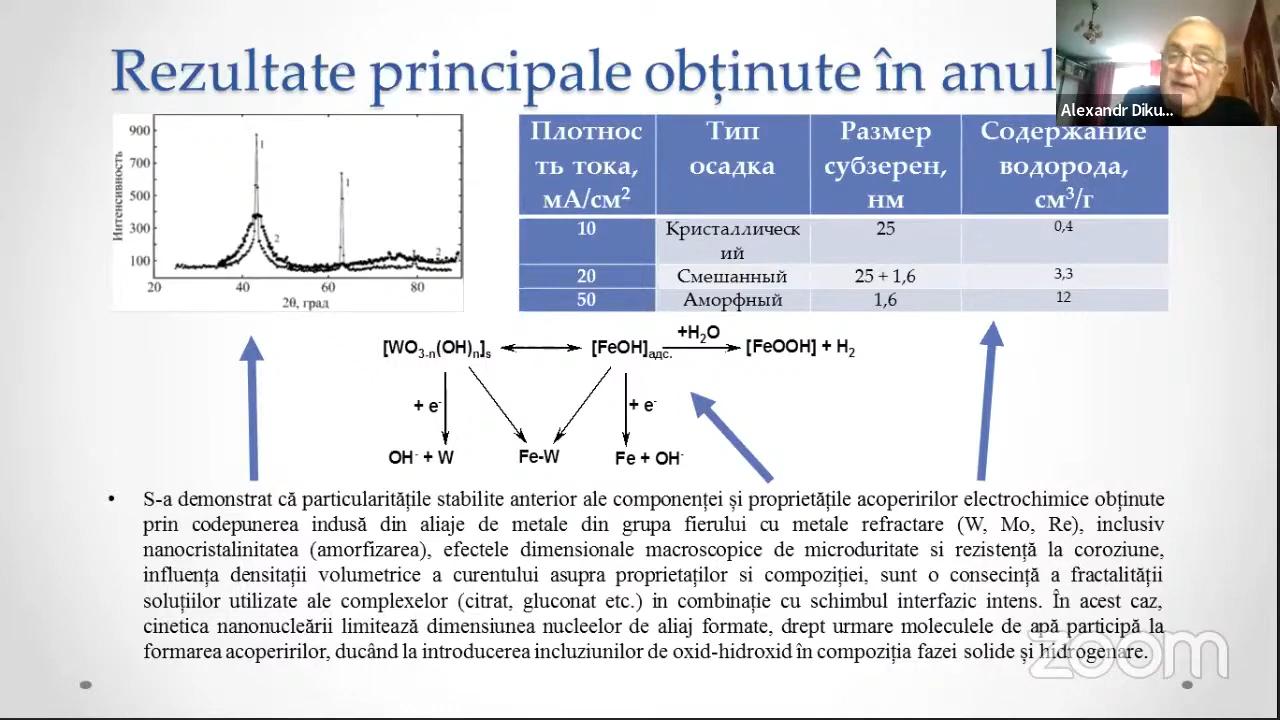 Rezultate principale obținute în anul
Alexandr Diku...
Интенсивность
900
700
500
300
100
1
1
2
2
20
40
60
80
2θ, град
Плотнос
ть тока,
мА/см²
Тип
осадка
Размер
субзерен,
нм
Содержание
водорода,
см³/г
10
Кристаллическ
ий
25
0,4
20
Смешанный
25 + 1,6
3,3
50
Аморфный
1,6
12
[WO3-n(OH)n]s
[FeOH]адс.
+H2O
[FeOOH] + H2
+ e-
+ e-
OH- + W
Fe-W
Fe + OH-
• S-a demonstrat că particularitățile stabilite anterior ale componenței și proprietățile acoperirilor electrochimice obținute
prin codepunerea indusă din aliaje de metale din grupa fierului cu metale refractare (W, Mo, Re), inclusiv
nanocristalinitatea (amorfizarea), efectele dimensionale macroscopice de microduritate si rezistență la coroziune,
influența densitații volumetrice a curentului asupra proprietaților si compoziției, sunt o consecință a fractalității
soluțiilor utilizate ale complexelor (citrat, gluconat etc.) in combinație cu schimbul interfazic intens. În acest caz,
cinetica nanonucleării limitează dimensiunea nucleelor de aliaj formate, drept urmare moleculele de apă participă la
formarea acoperirilor, ducând la introducerea incluziunilor de oxid-hidroxid în compoziția fazei solide și hidrogenare.
zoom